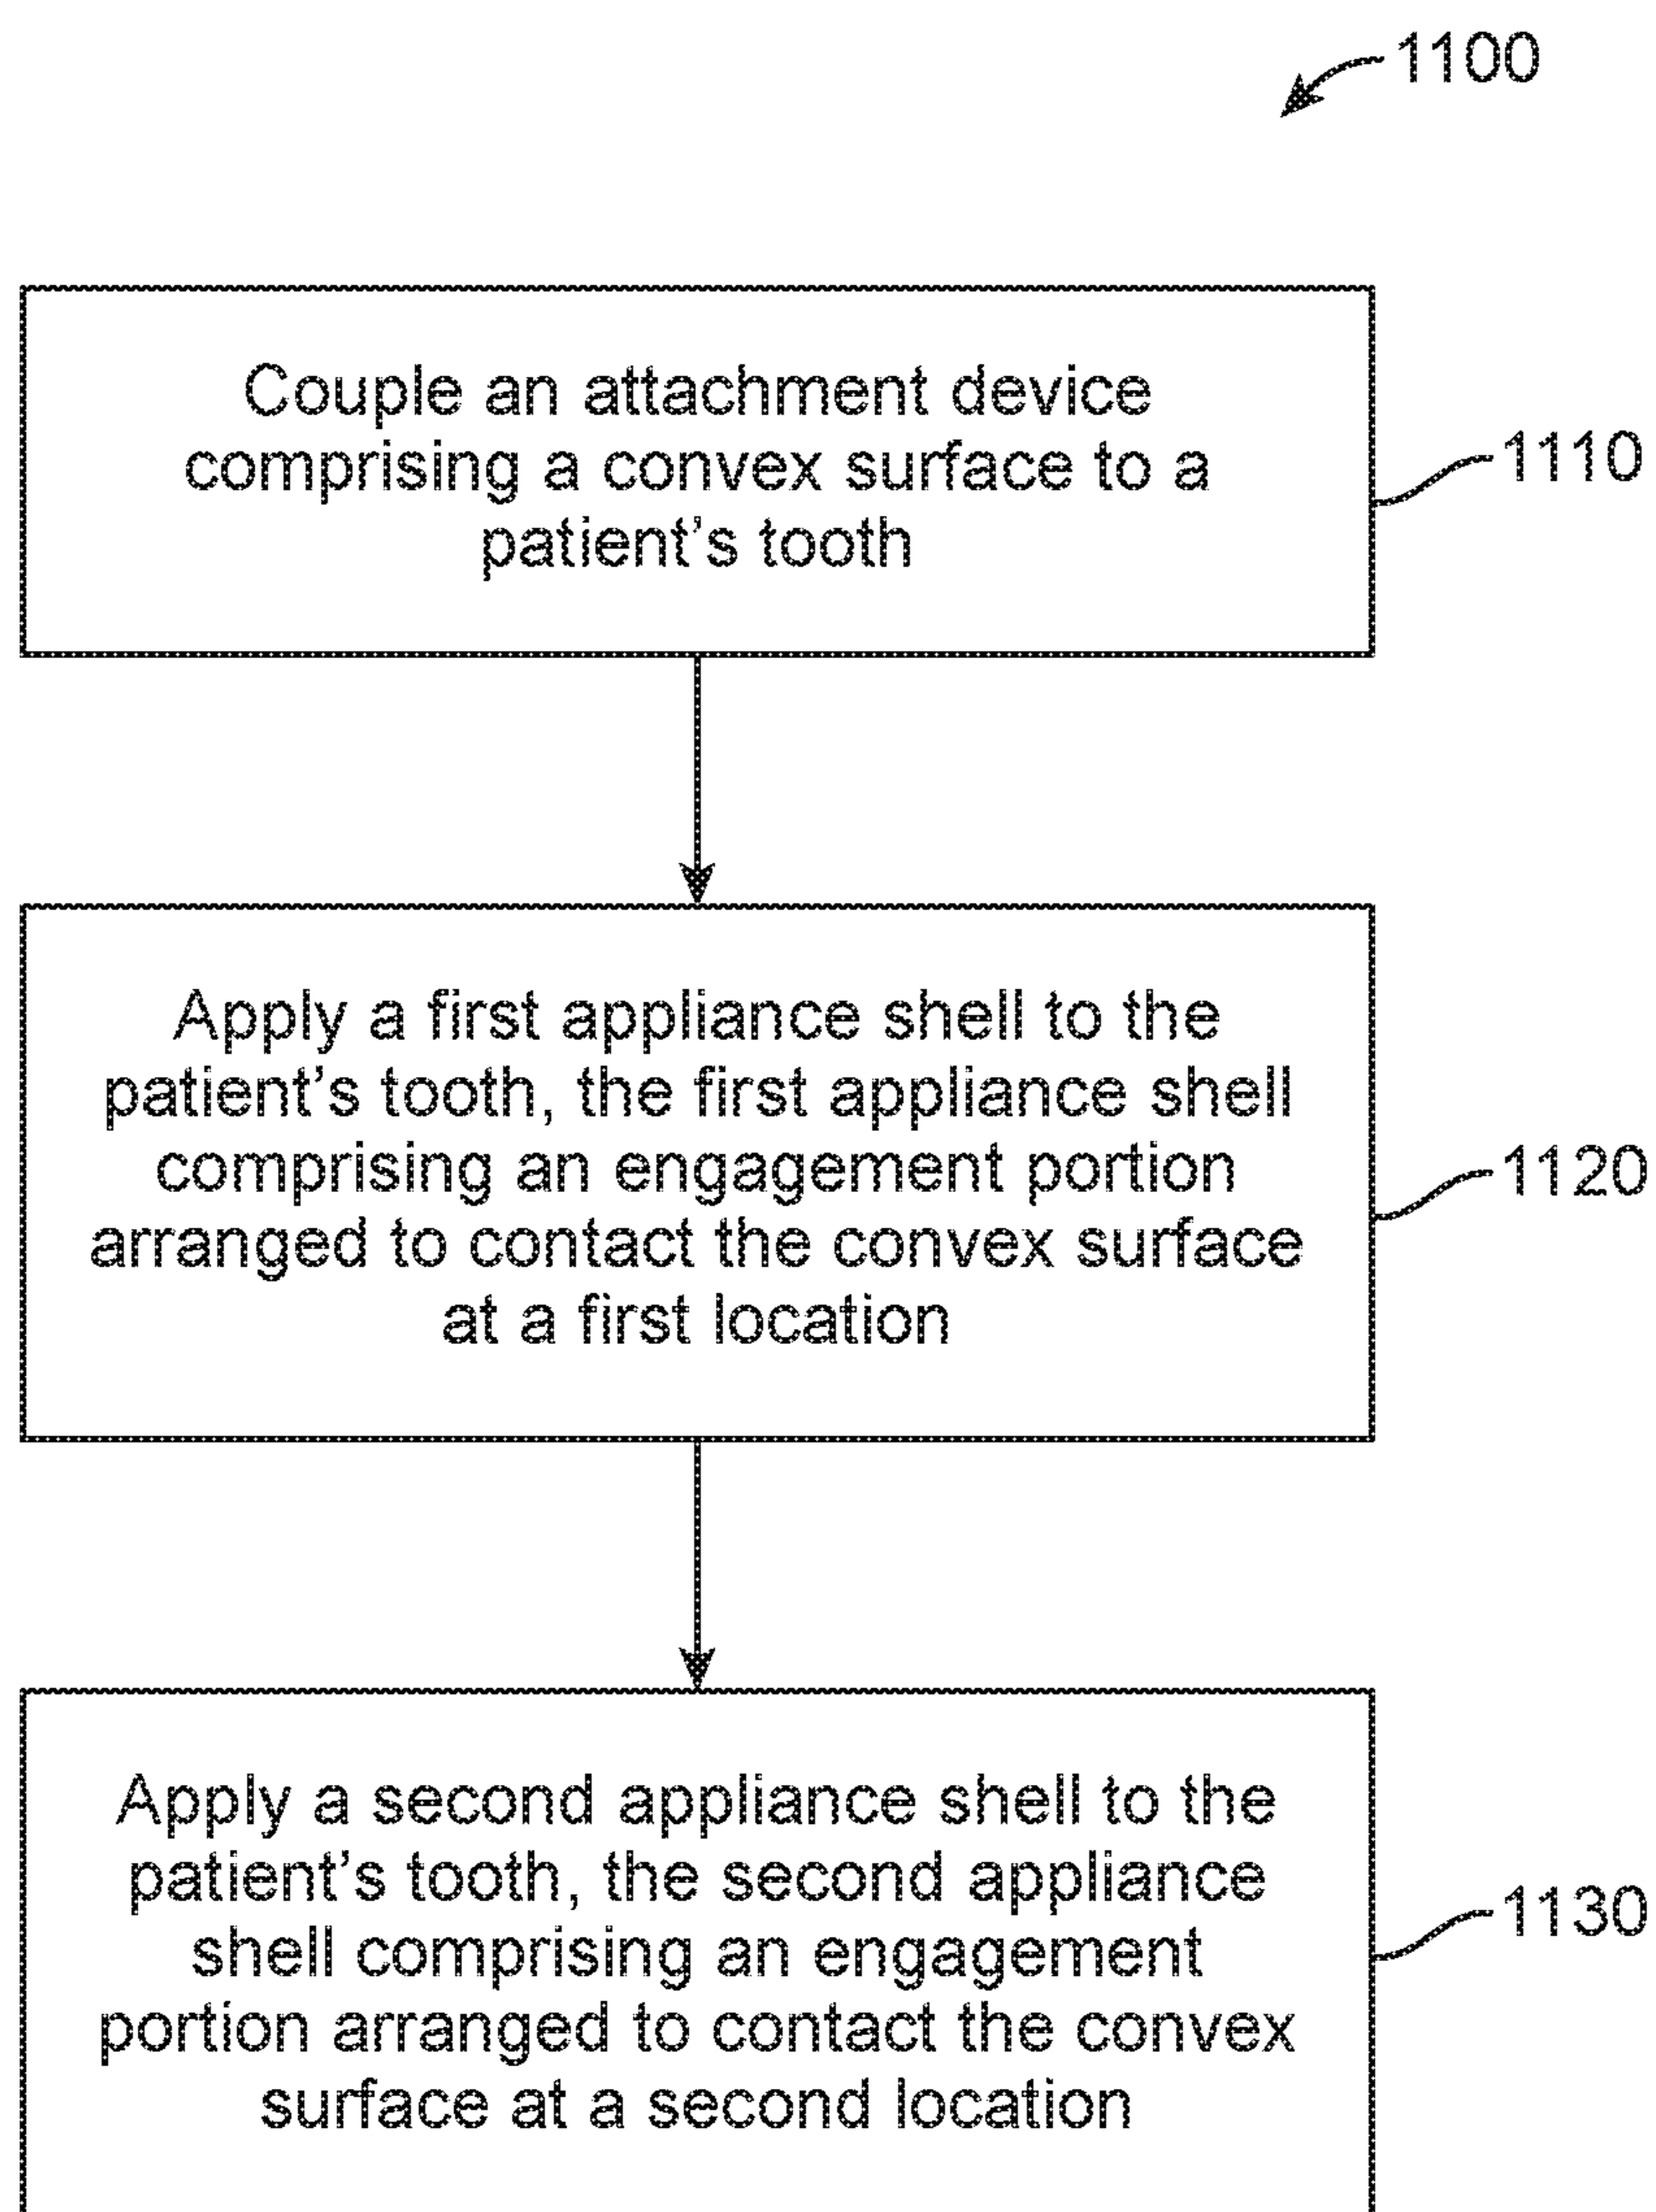 1100
Couple an attachment device
comprising a convex surface to a
patient's tooth
1110
Apply a first appliance shell to the
patient's tooth, the first appliance shell
comprising an engagement portion
arranged to contact the convex surface
at a first location
1120
Apply a second appliance shell to the
patient's tooth, the second appliance
shell comprising an engagement
portion arranged to contact the convex
surface at a second location
1130